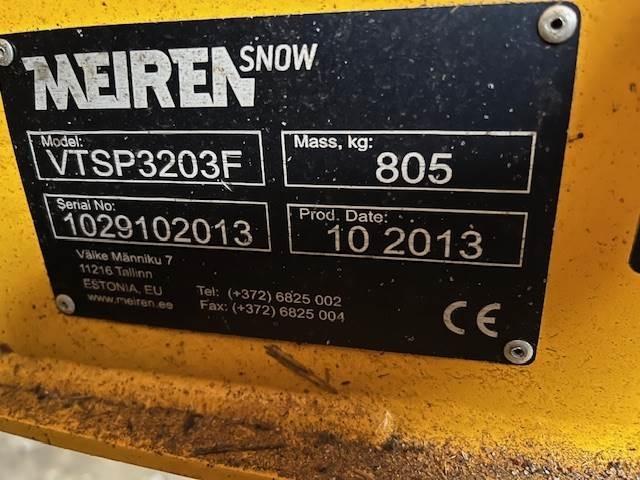 MEIREN SNOW
Model:
VTSP3203F
Mass, kg:
805
Serial No:
1029102013
Prod. Date:
10 2013
Väike Männiku 7
11216 Tallinn
ESTONIA, EU
www.meiren.ee
Tel: (+372) 6825 002
Fax: (+372) 6825 004
CE